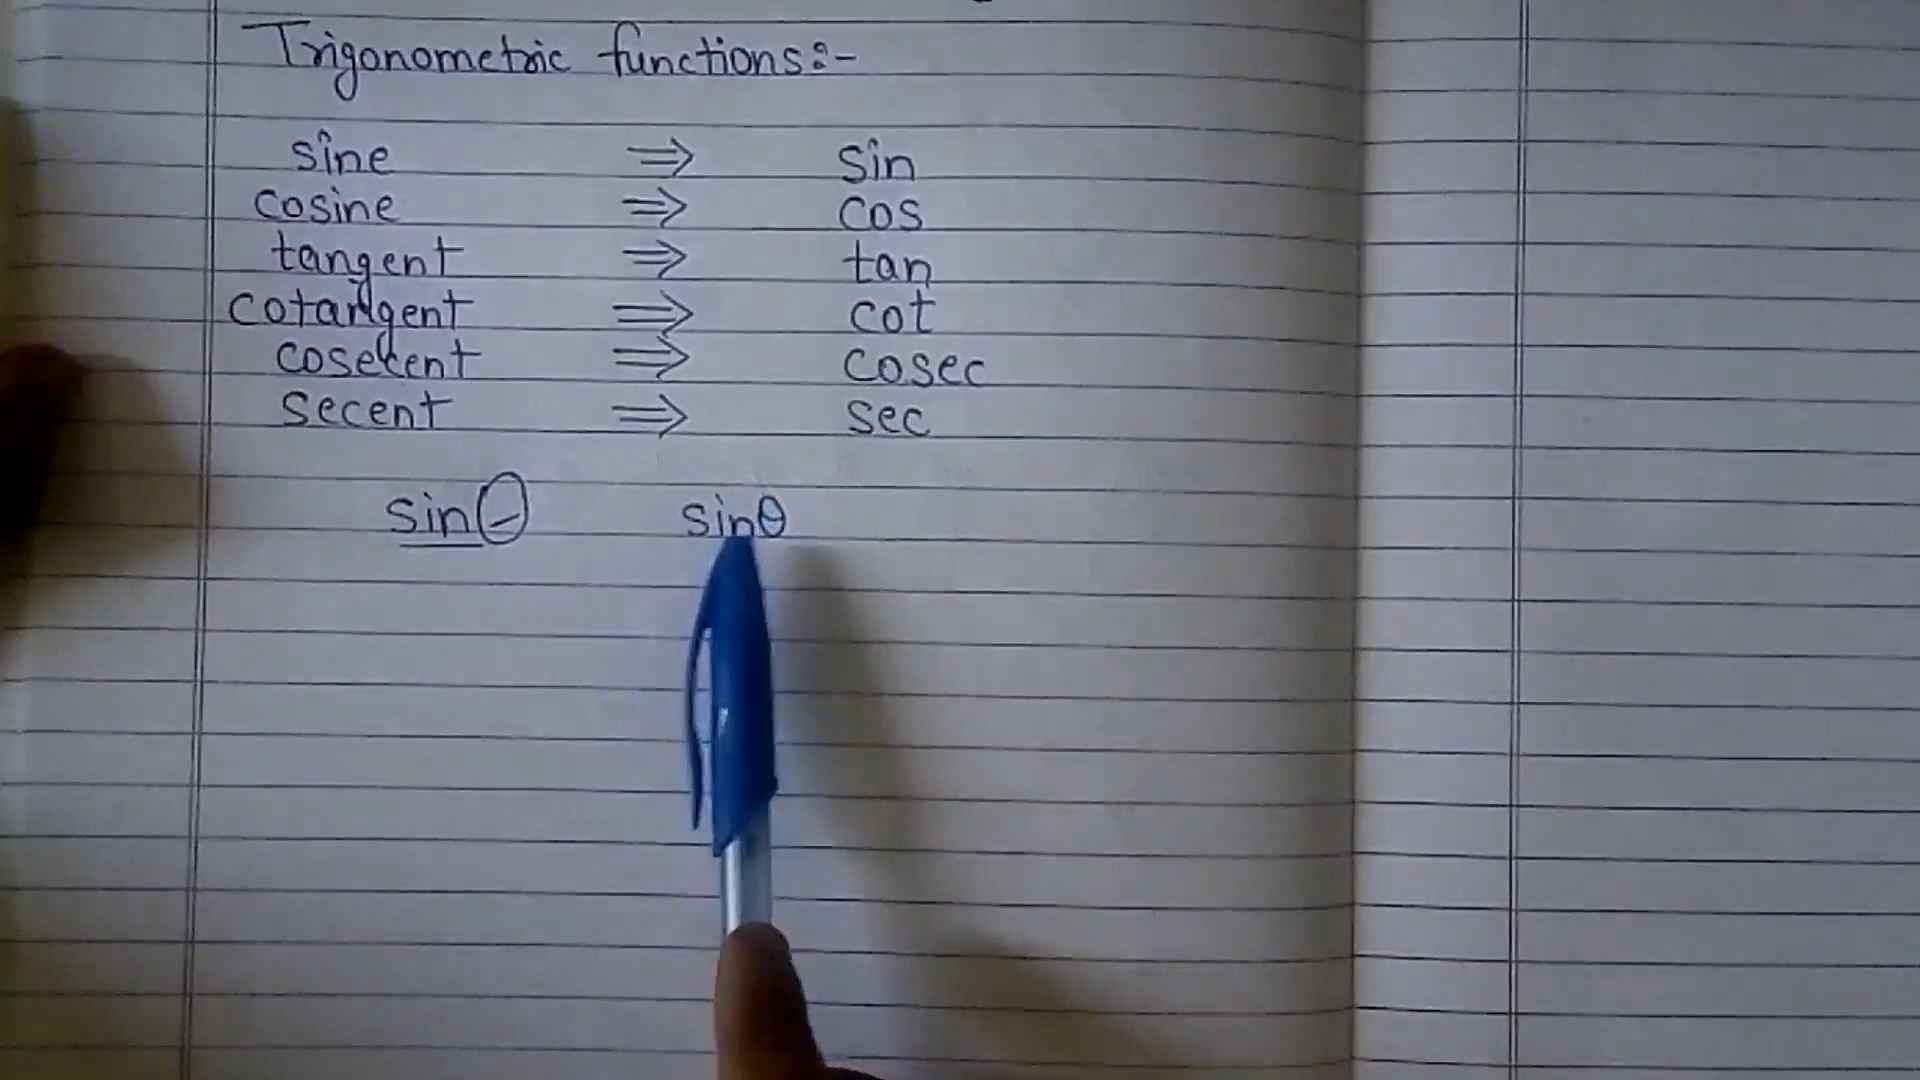 Trigonometric functions:-
sine ⇒ sin
cosine ⇒ cos
tangent ⇒ tan
cotangent ⇒ cot
cosecent ⇒ cosec
secent ⇒ sec
sinθ sinθ